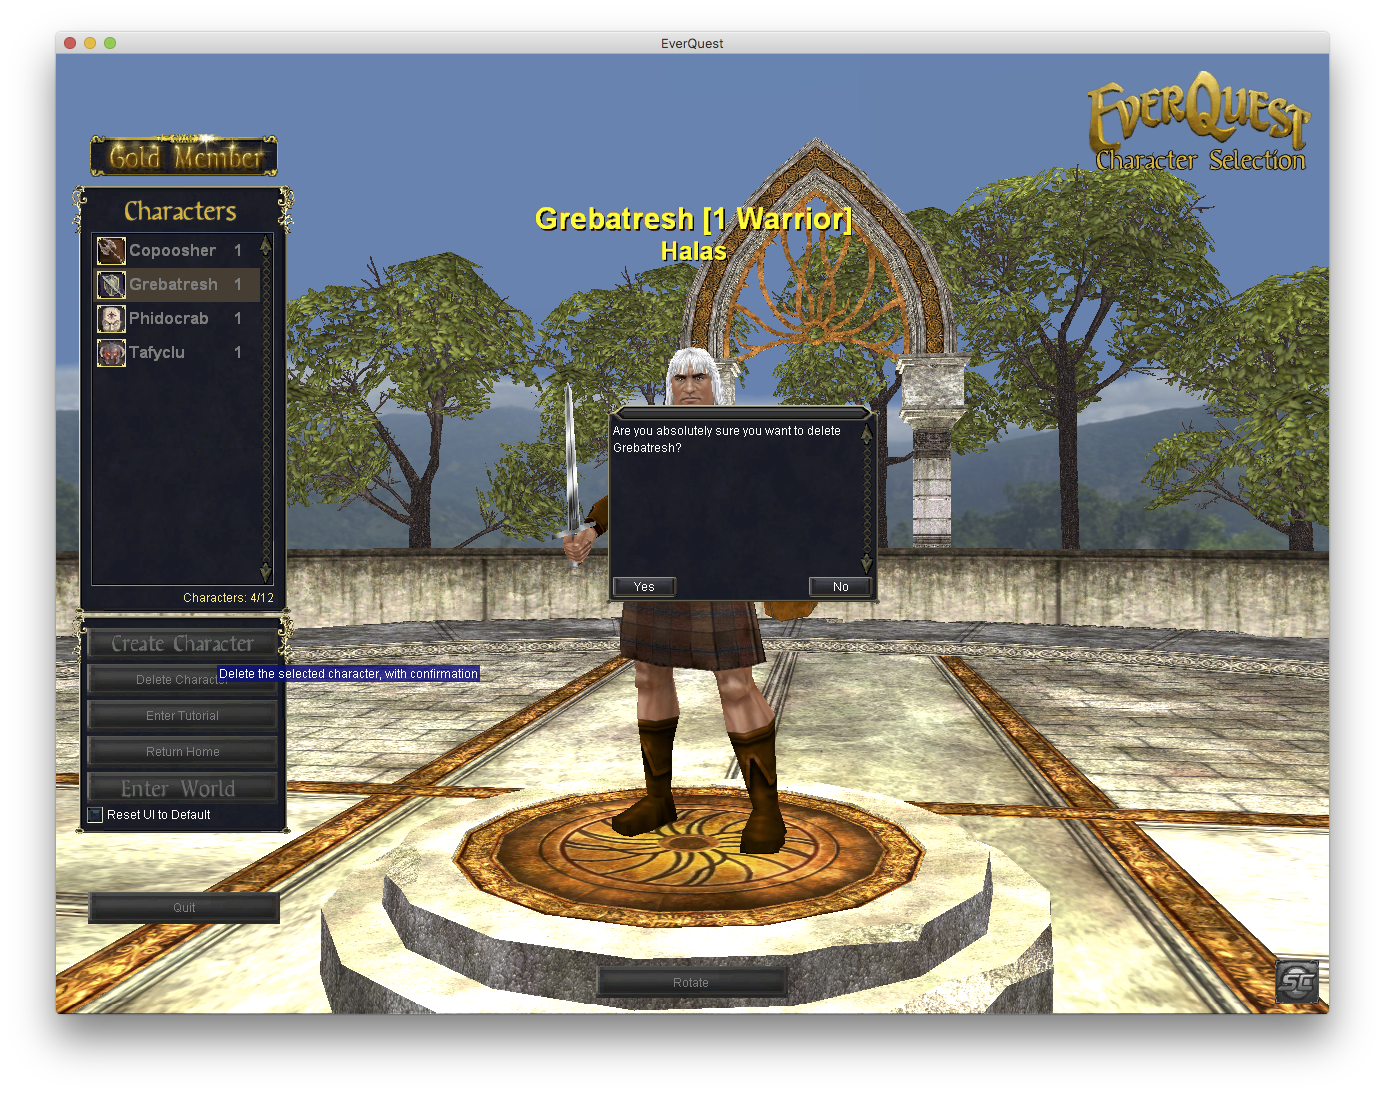 EverQuest
EverQuest
Character Selection
Gold Member
Characters
Copoosher 1
Grebatresh 1
Phidocrab 1
Tafyclu 1
Characters: 4/12
Grebatresh [1 Warrior]
Halas
Are you absolutely sure you want to delete
Grebatresh?
Yes No
Create Character
Delete Charact
Delete the selected character, with confirmation
Enter Tutorial
Return Home
Enter World
Reset UI to Default
Quit
Rotate
SC